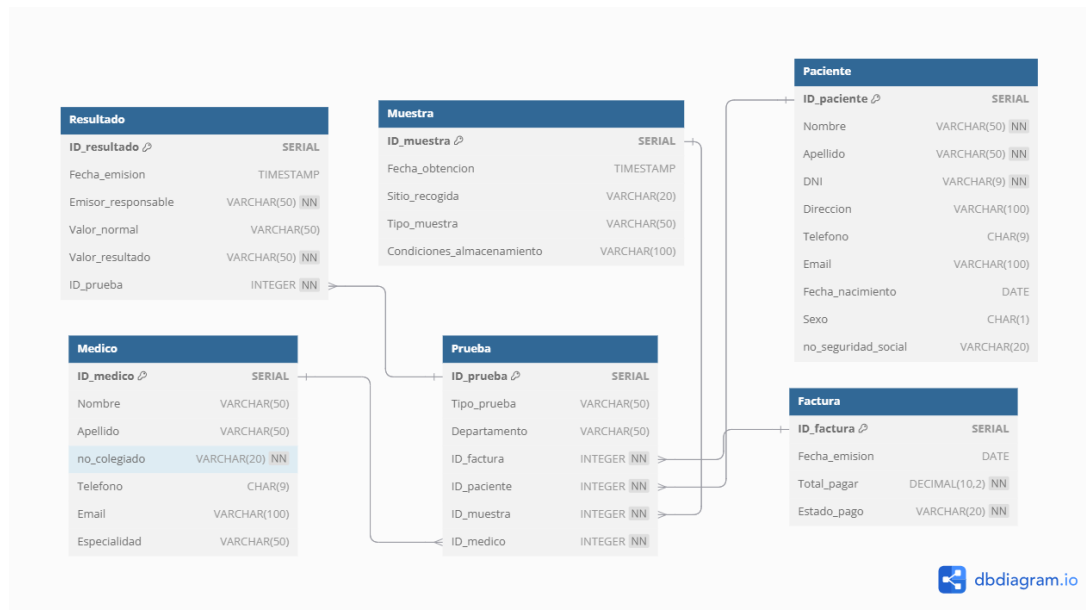 Resultado
ID_resultado SERIAL
Fecha_emision TIMESTAMP
Emisor_responsable VARCHAR(50) NN
Valor_normal VARCHAR(50)
Valor_resultado VARCHAR(50) NN
ID_prueba INTEGER NN
Muestra
ID_muestra SERIAL
Fecha_obtencion TIMESTAMP
Sitio_recogida VARCHAR(20)
Tipo_muestra VARCHAR(50)
Condiciones_almacenamiento VARCHAR(100)
Paciente
ID_paciente SERIAL
Nombre VARCHAR(50) NN
Apellido VARCHAR(50) NN
DNI VARCHAR(9) NN
Direccion VARCHAR(100)
Telefono CHAR(9)
Email VARCHAR(100)
Fecha_nacimiento DATE
Sexo CHAR(1)
no_seguridad_social VARCHAR(20)
Medico
ID_medico SERIAL
Nombre VARCHAR(50)
Apellido VARCHAR(50)
no_colegiado VARCHAR(20) NN
Telefono CHAR(9)
Email VARCHAR(100)
Especialidad VARCHAR(50)
Prueba
ID_prueba SERIAL
Tipo_prueba VARCHAR(50)
Departamento VARCHAR(50)
ID_factura INTEGER NN
ID_paciente INTEGER NN
ID_muestra INTEGER NN
ID_medico INTEGER NN
Factura
ID_factura SERIAL
Fecha_emision DATE
Total_pagar DECIMAL(10,2) NN
Estado_pago VARCHAR(20) NN
dbdiagram.io